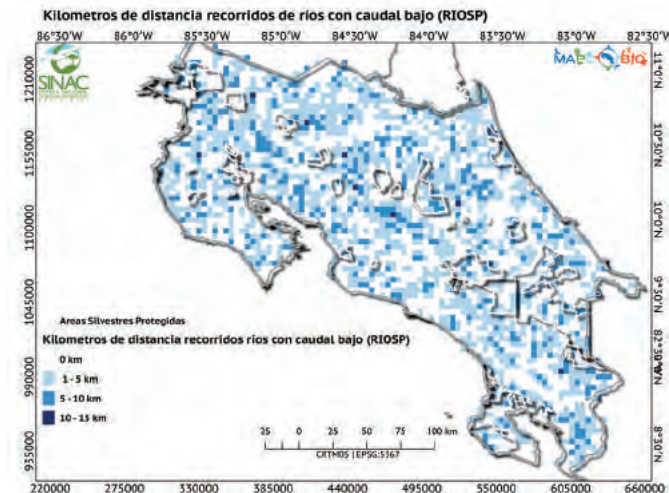 Kilometros de distancia recorridos de ríos con caudal bajo (RIOSP)
86°30'W 86°0'W 85°30'W 85°0'W 84°30'W 84°0'W 83°30'W 83°0'W 82°30'W
SINAC
MAPCOBIO
1210000
1155000
1100000
1045000
990000
935000
11°0'N
10°30'N
10°0'N
9°30'N
8°30'N
Areas Silvestres Protegidas
Kilometros de distancia recorridos ríos con caudal bajo (RIOSP)
0 km
1 - 5 km
5 - 10 km
10 - 15 km
25 0 25 50 75 100 km
CRTM05 | EPSG:5367
220000 275000 330000 385000 440000 495000 550000 605000 660000